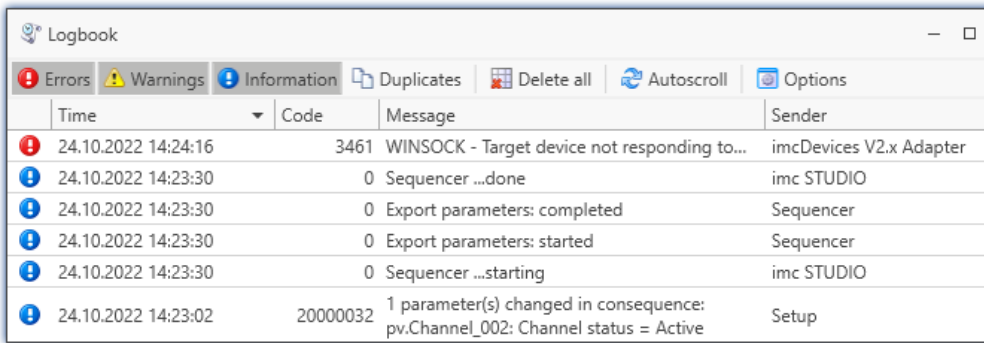 Logbook
Errors Warnings Information Duplicates Delete all Autoscroll Options
Time Code Message Sender
24.10.2022 14:24:16 3461 WINSOCK - Target device not responding to... imcDevices V2.x Adapter
24.10.2022 14:23:30 0 Sequencer ...done imc STUDIO
24.10.2022 14:23:30 0 Export parameters: completed Sequencer
24.10.2022 14:23:30 0 Export parameters: started Sequencer
24.10.2022 14:23:30 0 Sequencer ...starting imc STUDIO
24.10.2022 14:23:02 20000032 1 parameter(s) changed in consequence:
pv.Channel_002: Channel status = Active Setup